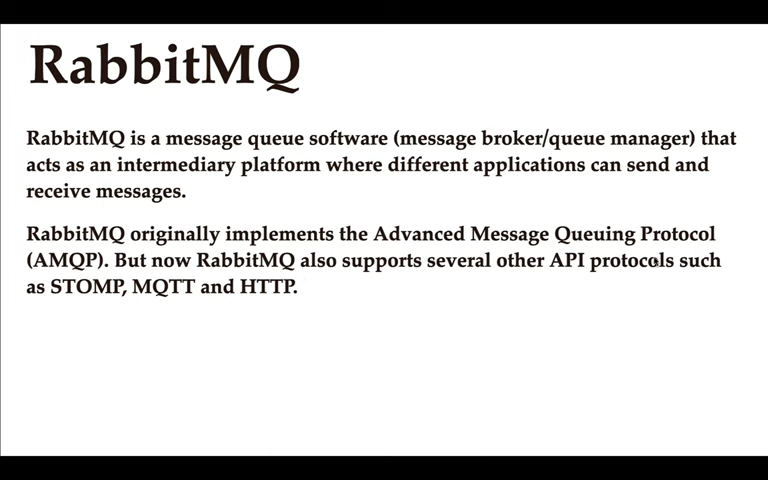 RabbitMQ
RabbitMQ is a message queue software (message broker/queue manager) that
acts as an intermediary platform where different applications can send and
receive messages.
RabbitMQ originally implements the Advanced Message Queuing Protocol
(AMQP). But now RabbitMQ also supports several other API protocols such
as STOMP, MQTT and HTTP.